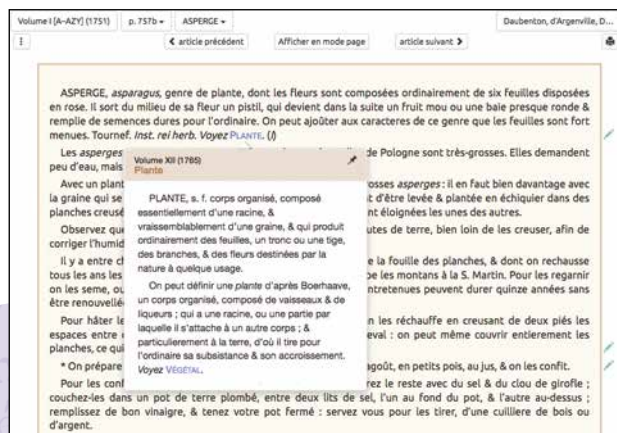 Volume I [A-AZY] (1751) p. 757b ASPERGE Daubenton, d'Argenville, D...
article précédent Afficher en mode page article suivant
ASPERGE, asparagus, genre de plante, dont les fleurs sont composées ordinairement de six feuilles disposées
en rose. Il sort du milieu de sa fleur un pistil, qui devient dans la suite un fruit mou ou une baie presque ronde &
remplie de semences dures pour l'ordinaire. On peut ajoûter aux caracteres de ce genre que les feuilles sont fort
menues. Tournef. Inst. rei herb. Voyez PLANTE. (I)
Les asperges de Pologne sont très-grosses. Elles demandent
peu d'eau, mais
Avec un plant grosses asperges : il en faut bien davantage avec
la graine qui se d'être levée & plantée en échiquier dans des
planches creusé nt éloignées les unes des autres.
Observez que utes de terre, bien loin de les creuser, afin de
corriger l'humid
Il y a entre ch e la fouille des planches, & dont on rechausse
tous les ans les pe les montans à la S. Martin. Pour les regarnir
on les seme, ou ntretenues peuvent durer quinze années sans
être renouvellé
Pour hâter le n les réchauffe en creusant de deux piés les
espaces entre eval : on peut même couvrir entierement les
planches, ce qui
* On prépare agoût, en petits pois, au jus, & on les confit.
Pour les conf rez le reste avec du sel & du clou de girofle ;
couchez-les dans un pot de terre plombé, entre deux lits de sel, l'un au fond du pot, & l'autre au-dessus ;
remplissez de bon vinaigre, & tenez votre pot fermé : servez vous pour les tirer, d'une cuilliere de bois ou
d'argent.
Volume XII (1765)
Plante
PLANTE, s. f. corps organisé, composé
essentiellement d'une racine, &
vraissemblablement d'une graine, & qui produit
ordinairement des feuilles, un tronc ou une tige,
des branches, & des fleurs destinées par la
nature à quelque usage.
On peut définir une plante d'après Boerhaave,
un corps organisé, composé de vaisseaux & de
liqueurs ; qui a une racine, ou une partie par
laquelle il s'attache à un autre corps ; &
particulierement à la terre, d'où il tire pour
l'ordinaire sa subsistance & son accroissement.
Voyez VÉGÉTAL.